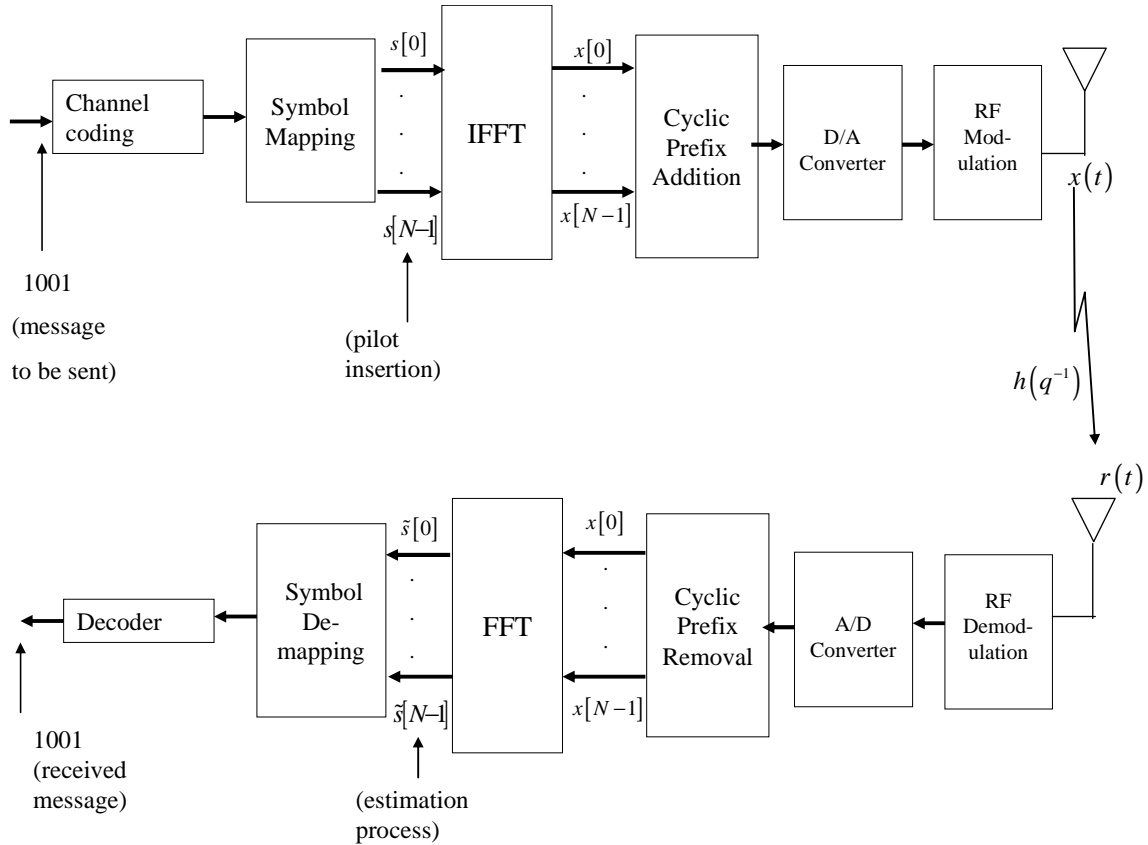 Channel
coding
Symbol
Mapping
s[0]
.
.
.
s[N-1]
IFFT
x[0]
.
.
.
x[N-1]
Cyclic
Prefix
Addition
D/A
Converter
RF
Mod-
ulation
x(t)
1001
(message
to be sent)
(pilot
insertion)
h(q⁻¹)
r(t)
Decoder
Symbol
De-
mapping
s̃[0]
.
.
.
s̃[N-1]
FFT
x[0]
.
.
.
x[N-1]
Cyclic
Prefix
Removal
A/D
Converter
RF
Demod-
ulation
1001
(received
message)
(estimation
process)